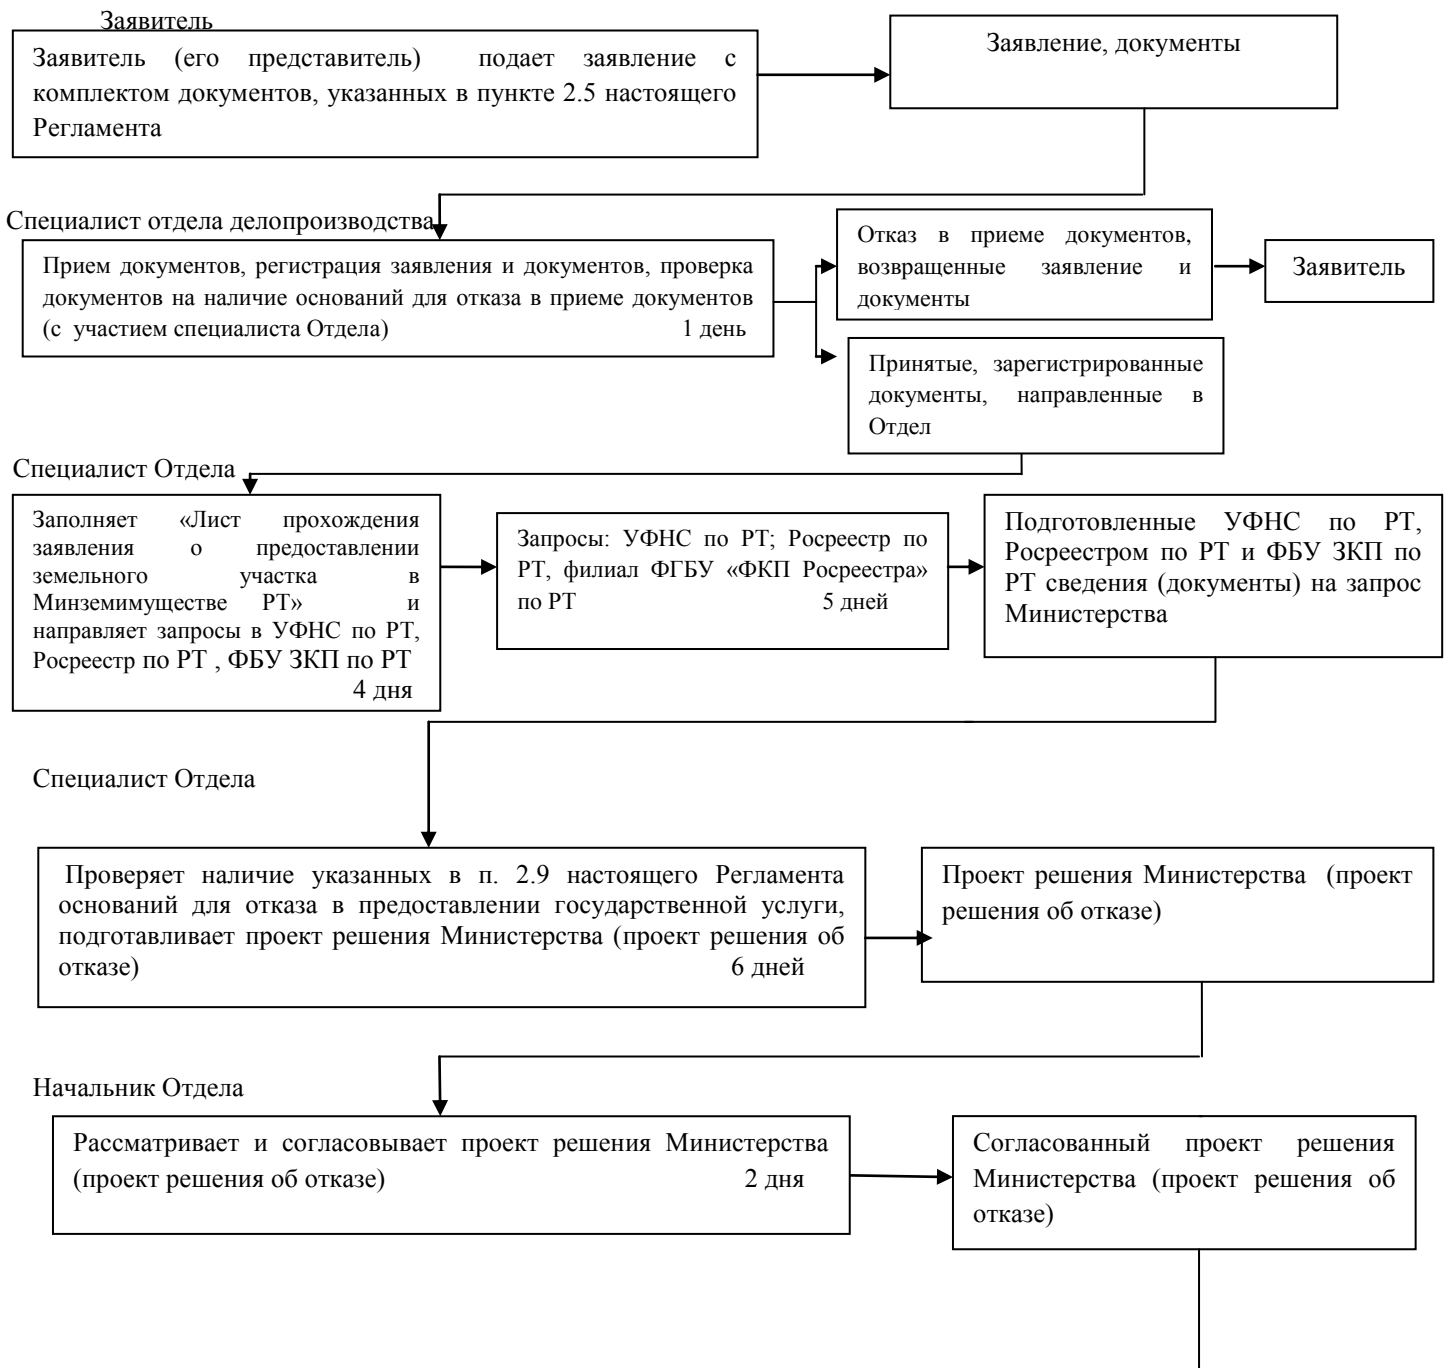 Заявитель
Заявитель (его представитель) подает заявление с
комплектом документов, указанных в пункте 2.5 настоящего
Регламента
Заявление, документы
Специалист отдела делопроизводства
Прием документов, регистрация заявления и документов, проверка
документов на наличие оснований для отказа в приеме документов
(с участием специалиста Отдела) 1 день
Отказ в приеме документов,
возвращенные заявление и
документы
Заявитель
Принятые, зарегистрированные
документы, направленные в
Отдел
Специалист Отдела
Заполняет «Лист прохождения
заявления о предоставлении
земельного участка в
Минземимуществе РТ» и
направляет запросы в УФНС по РТ,
Росреестр по РТ , ФБУ ЗКП по РТ
4 дня
Запросы: УФНС по РТ; Росреестр по
РТ, филиал ФГБУ «ФКП Росреестра»
по РТ 5 дней
Подготовленные УФНС по РТ,
Росреестром по РТ и ФБУ ЗКП по
РТ сведения (документы) на запрос
Министерства
Специалист Отдела
Проверяет наличие указанных в п. 2.9 настоящего Регламента
оснований для отказа в предоставлении государственной услуги,
подготавливает проект решения Министерства (проект решения об
отказе) 6 дней
Проект решения Министерства (проект
решения об отказе)
Начальник Отдела
Рассматривает и согласовывает проект решения Министерства
(проект решения об отказе) 2 дня
Согласованный проект решения
Министерства (проект решения об
отказе)